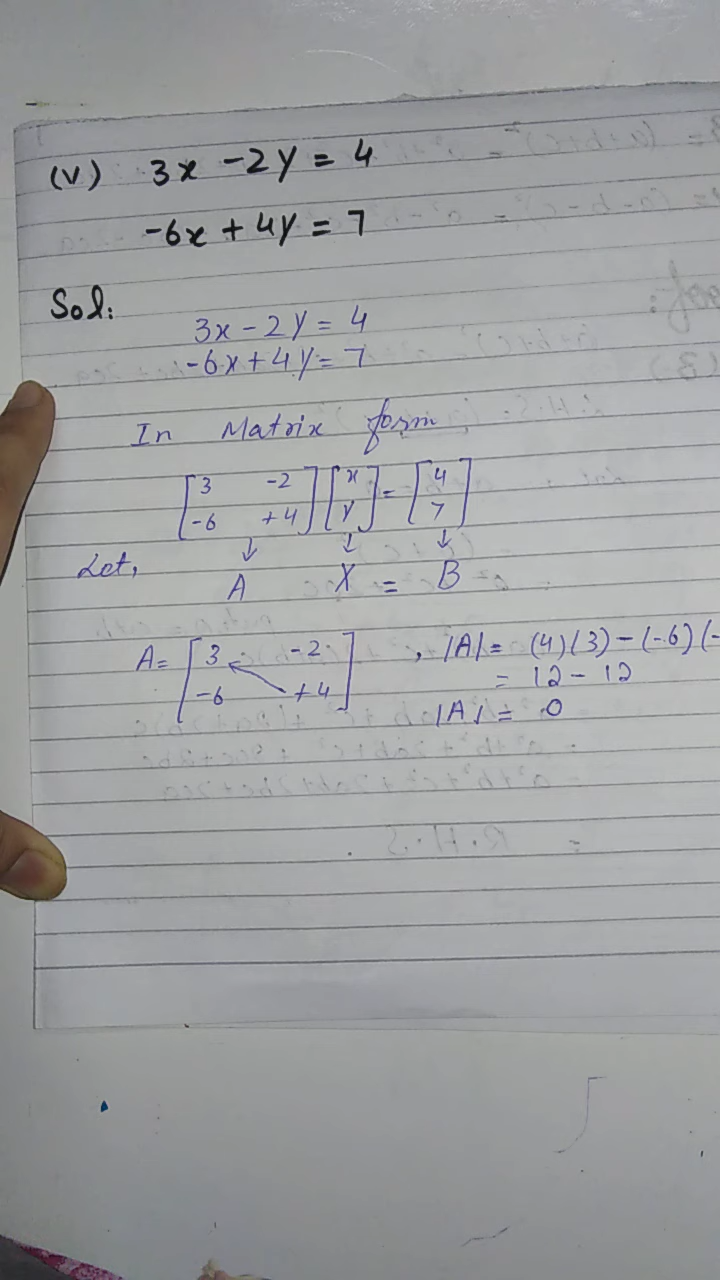 (V) 3x - 2y = 4
-6x + 4y = 7
Sol:
3x - 2y = 4
-6x + 4y = 7
In Matrix form,
[3 -2] [x] = [4]
[-6 +4] [y] [7]
Let, ↓ ↓ ↓
A X = B
A = [3 -2] , |A| = (4)(3) - (-6)(-
[-6 +4] = 12 - 12
|A| = 0